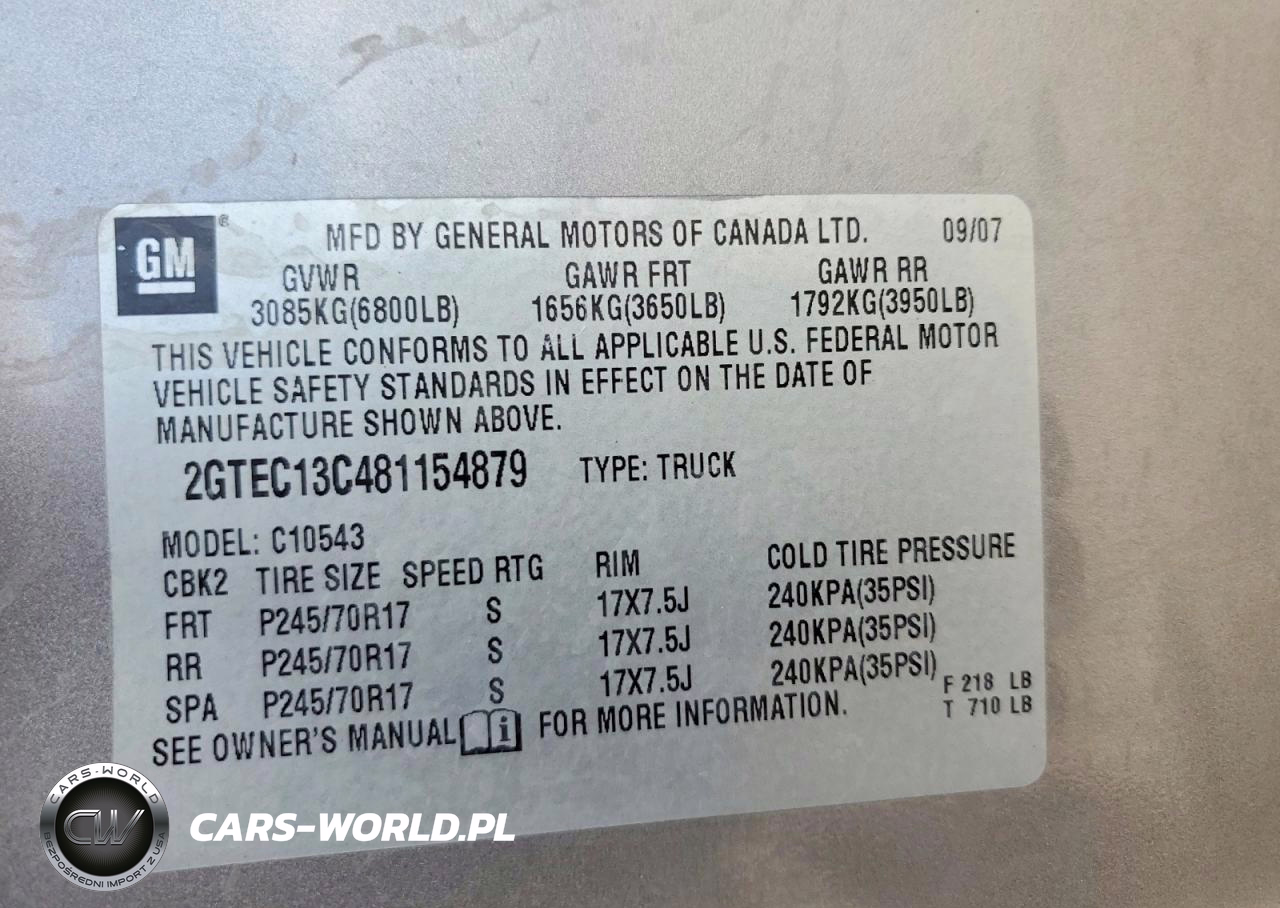 GM®
MFD BY GENERAL MOTORS OF CANADA LTD. 09/07
GVWR GAWR FRT GAWR RR
3085KG(6800LB) 1656KG(3650LB) 1792KG(3950LB)
THIS VEHICLE CONFORMS TO ALL APPLICABLE U.S. FEDERAL MOTOR
VEHICLE SAFETY STANDARDS IN EFFECT ON THE DATE OF
MANUFACTURE SHOWN ABOVE.
2GTEC13C481154879 TYPE: TRUCK
MODEL: C10543
CBK2 TIRE SIZE SPEED RTG RIM COLD TIRE PRESSURE
FRT P245/70R17 S 17X7.5J 240KPA(35PSI)
RR P245/70R17 S 17X7.5J 240KPA(35PSI)
SPA P245/70R17 S 17X7.5J 240KPA(35PSI)
F 218 LB
T 710 LB
SEE OWNER'S MANUAL i FOR MORE INFORMATION.
CARS-WORLD
CW
BEZPOŚREDNI IMPORT Z USA
CARS-WORLD.PL